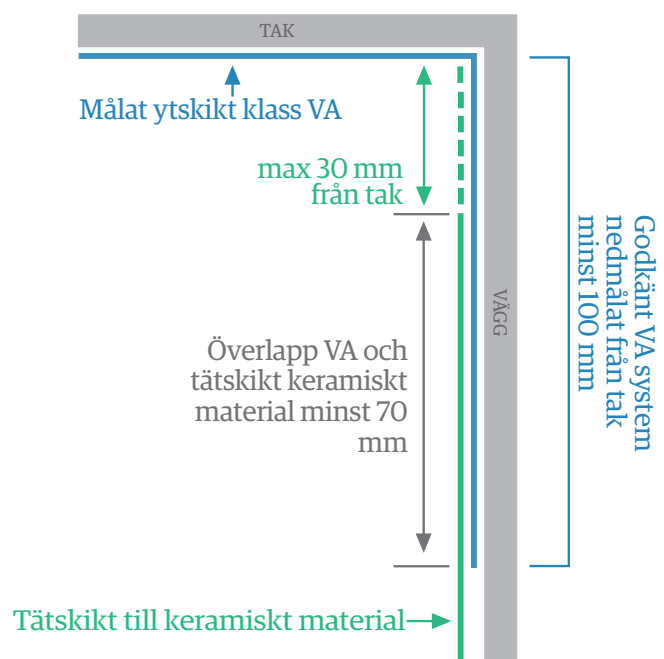 TAK
Målat ytskikt klass VA
max 30 mm
från tak
Godkänt VA system
nedmålat från tak
minst 100 mm
VÄGG
Överlapp VA och
tätskikt keramiskt
material minst 70
mm
Tätskikt till keramiskt material